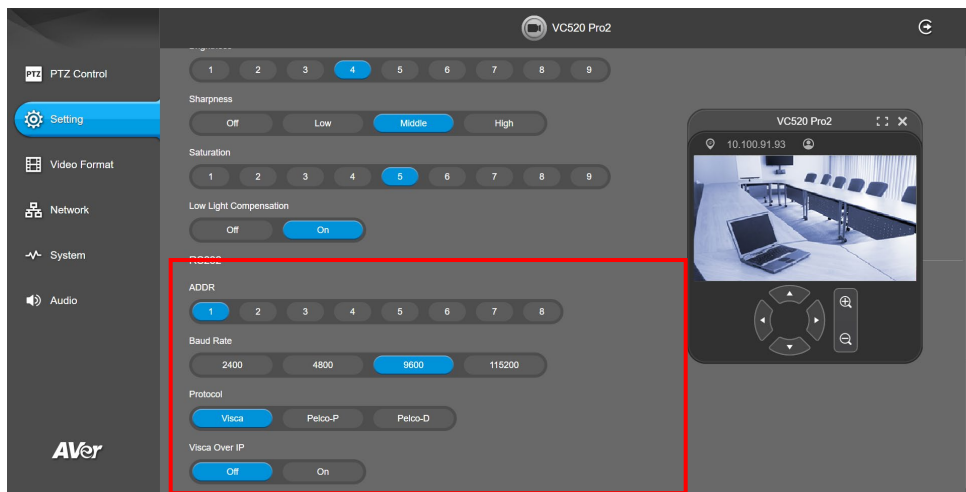 VC520 Pro2
PTZ PTZ Control
Setting
Video Format
Network
System
Audio
AVer
1 2 3 4 5 6 7 8 9
Sharpness
Off Low Middle High
Saturation
1 2 3 4 5 6 7 8 9
Low Light Compensation
Off On
ADDR
1 2 3 4 5 6 7 8
Baud Rate
2400 4800 9600 115200
Protocol
Visca Pelco-P Pelco-D
Visca Over IP
Off On
VC520 Pro2
10.100.91.93